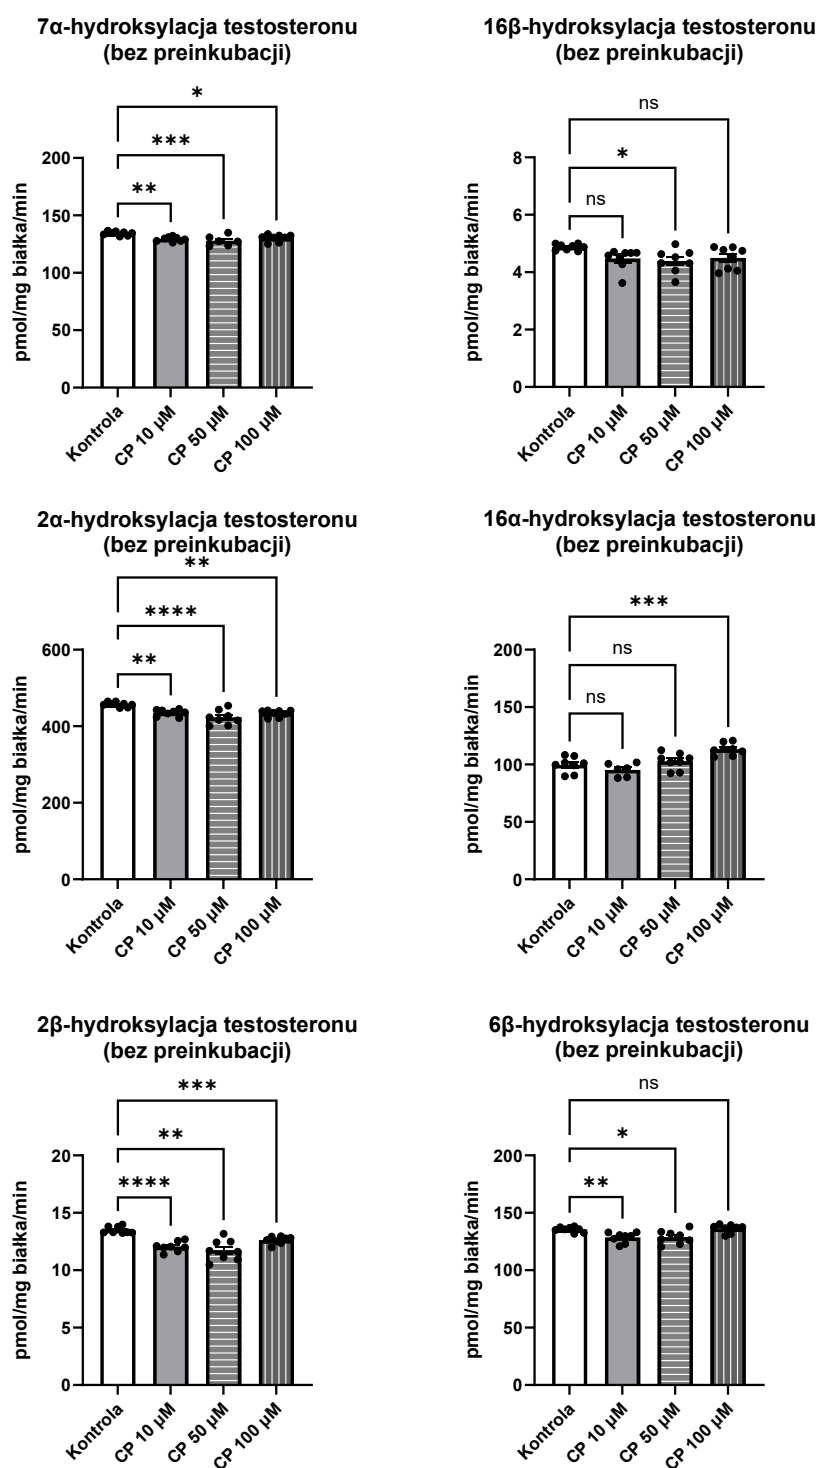 7α-hydroksylacja testosteronu
(bez preinkubacji)
*
***
**
200
150
100
50
0
pmol/mg białka/min
Kontrola
CP 10 µM
CP 50 µM
CP 100 µM
16β-hydroksylacja testosteronu
(bez preinkubacji)
ns
*
ns
8
6
4
2
0
pmol/mg białka/min
Kontrola
CP 10 µM
CP 50 µM
CP 100 µM
2α-hydroksylacja testosteronu
(bez preinkubacji)
**
****
**
600
400
200
0
pmol/mg białka/min
Kontrola
CP 10 µM
CP 50 µM
CP 100 µM
16α-hydroksylacja testosteronu
(bez preinkubacji)
***
ns
ns
200
150
100
50
0
pmol/mg białka/min
Kontrola
CP 10 µM
CP 50 µM
CP 100 µM
2β-hydroksylacja testosteronu
(bez preinkubacji)
***
**
****
20
15
10
5
0
pmol/mg białka/min
Kontrola
CP 10 µM
CP 50 µM
CP 100 µM
6β-hydroksylacja testosteronu
(bez preinkubacji)
ns
*
**
200
150
100
50
0
pmol/mg białka/min
Kontrola
CP 10 µM
CP 50 µM
CP 100 µM